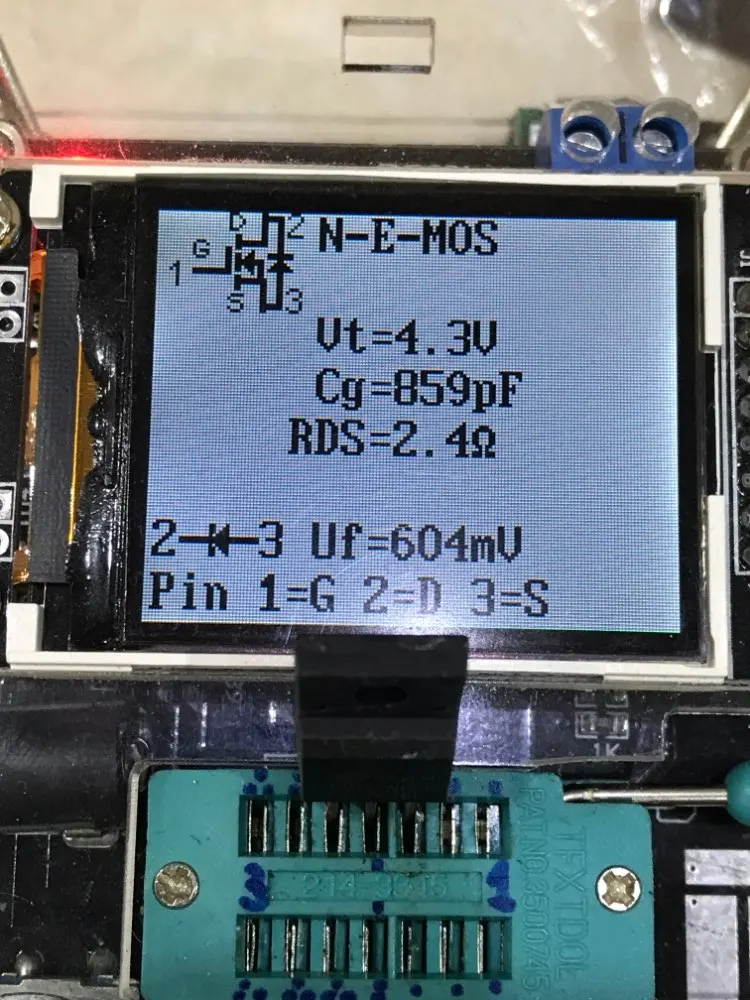 D 2 N-E-MOS
G
1
S 3
Vt=4.3V
Cg=859pF
RDS=2.4Ω
2 3 Uf=604mV
Pin 1=G 2=D 3=S
1K